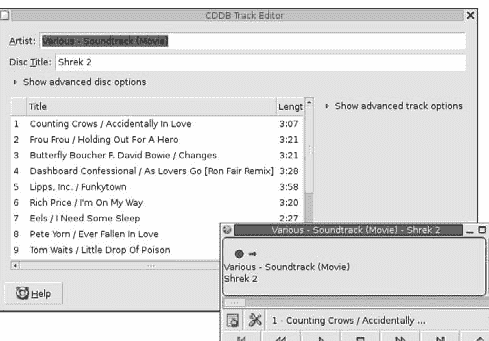 CDDB Track Editor
Artist: Various - Soundtrack (Movie)
Disc Title: Shrek 2
Show advanced disc options
Title Lengt
Show advanced track options
1 Counting Crows / Accidentally In Love 3:07
2 Frou Frou / Holding Out For A Hero 3:21
3 Butterfly Boucher F. David Bowie / Changes 3:21
4 Dashboard Confessional / As Lovers Go [Ron Fair Remix] 3:28
5 Lipps, Inc. / Funkytown 3:58
6 Rich Price / I'm On My Way 3:20
7 Eels / I Need Some Sleep 2:27
8 Pete Yorn / Ever Fallen In Love
9 Tom Waits / Little Drop Of Poison
Help
Various - Soundtrack (Movie) - Shrek 2
Various - Soundtrack (Movie)
Shrek 2
1 - Counting Crows / Accidentally ...